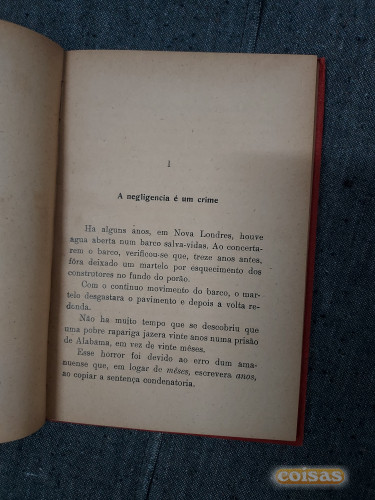 I
A negligencia é um crime
Ha alguns anos, em Nova Londres, houve
agua aberta num barco salva-vidas. Ao concerta-
rem o barco, verificou-se que, treze anos antes,
fôra deixado um martelo por esquecimento dos
construtores no fundo do porão.
Com o continuo movimento do barco, o mar-
telo desgastara o pavimento e depois a volta re-
donda.
Não ha muito tempo que se descobriu que
uma pobre rapariga jazera vinte anos numa prisão
de Alabama, em vez de vinte mêses.
Esse horror foi devido ao erro dum ama-
nuense que, em logar de mêses, escrevera anos,
ao copiar a sentença condenatoria.
coisas